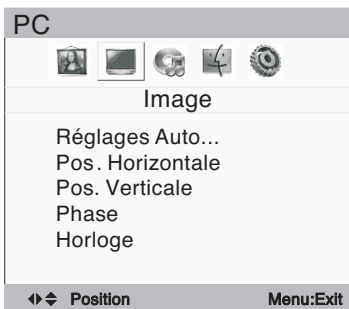 PC
Image
Réglages Auto...
Pos. Horizontale
Pos. Verticale
Phase
Horloge
Position Menu:Exit